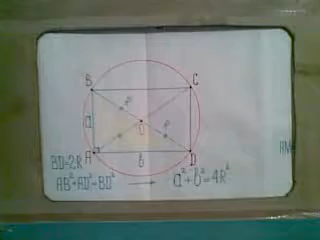 B C
R
a O
R
A b D
BD=2R
AB²+AD²=BD² → a²+b²=4R²